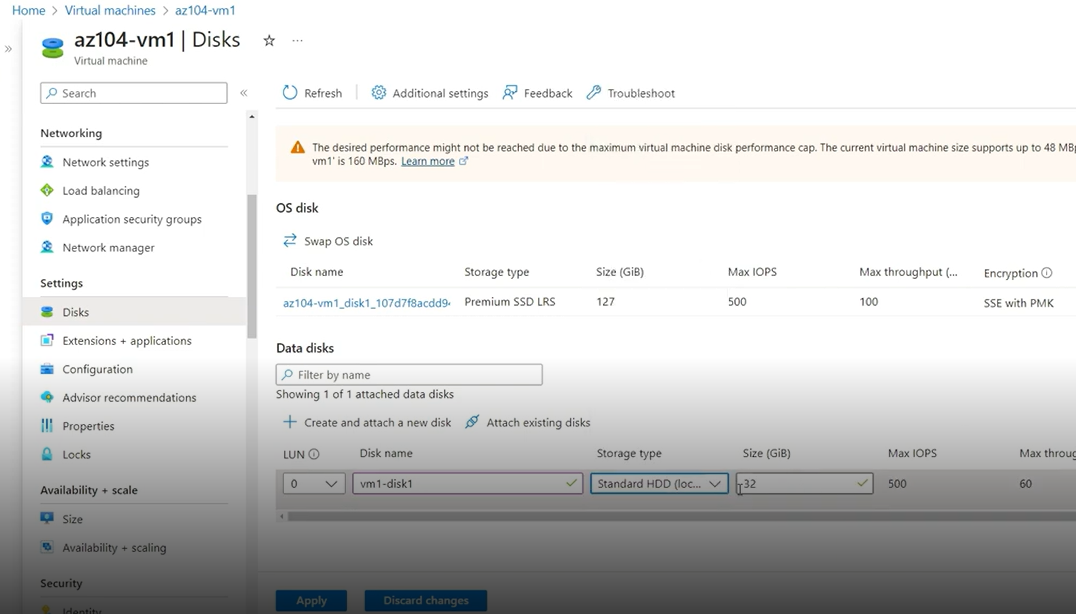 Home > Virtual machines > az104-vm1
az104-vm1 | Disks
Virtual machine
Search
Networking
Network settings
Load balancing
Application security groups
Network manager
Settings
Disks
Extensions + applications
Configuration
Advisor recommendations
Properties
Locks
Availability + scale
Size
Availability + scaling
Security
Identity
Refresh
Additional settings
Feedback
Troubleshoot
The desired performance might not be reached due to the maximum virtual machine disk performance cap. The current virtual machine size supports up to 48
vm1' is 160 MBps. Learn more
OS disk
Swap OS disk
Disk name Storage type Size (GiB) Max IOPS Max throughput (... Encryption
az104-vm1_disk1_107d7f8acdd9 Premium SSD LRS 127 500 100 SSE with PMK
Data disks
Filter by name
Showing 1 of 1 attached data disks
Create and attach a new disk Attach existing disks
LUN Disk name Storage type Size (GiB) Max IOPS Max
0 vm1-disk1 Standard HDD (loc... 32 500 60
Apply Discard changes